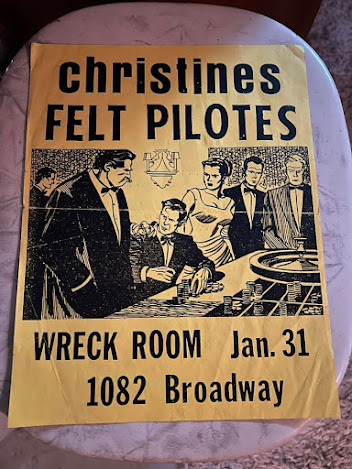 christines
FELT PILOTES
WRECK ROOM Jan. 31
1082 Broadway